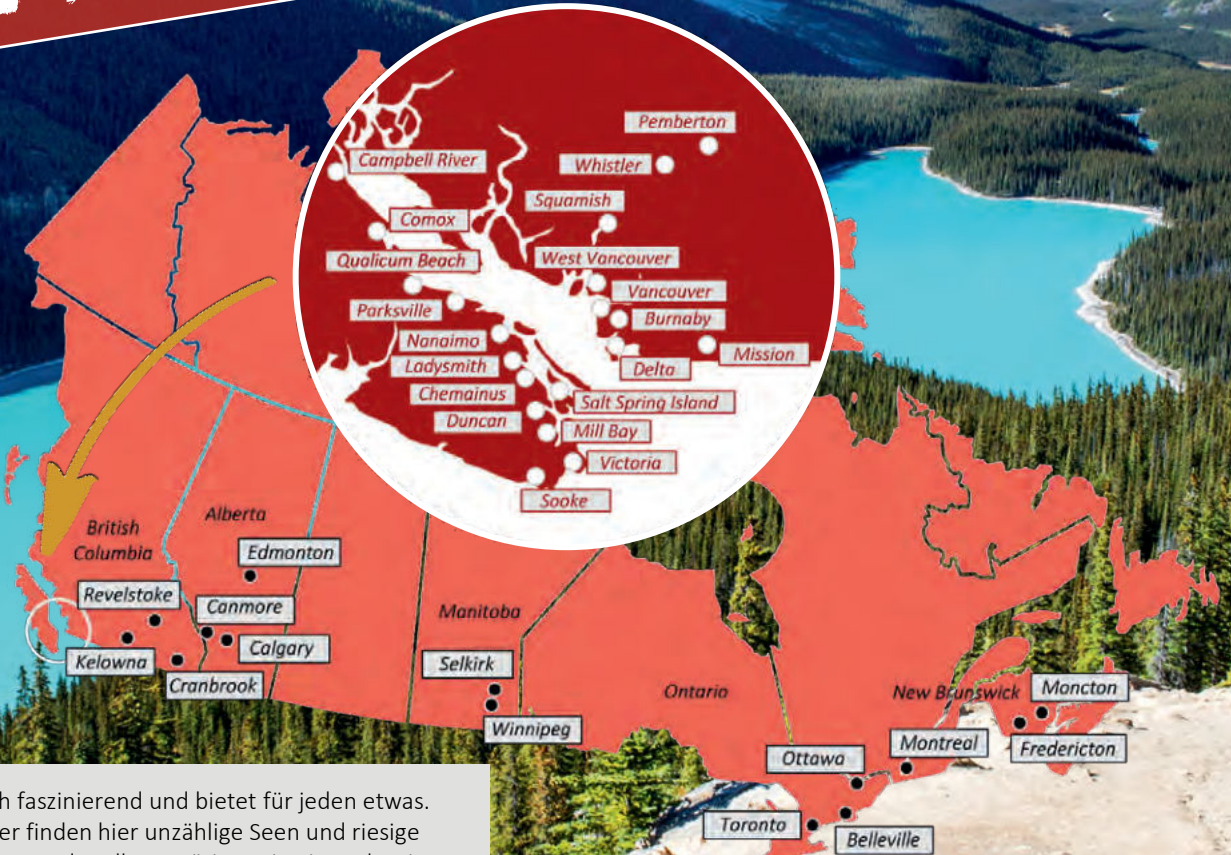 Pemberton
Campbell River
Whistler
Squamish
Comox
Qualicum Beach
West Vancouver
Vancouver
Parksville
Burnaby
Nanaimo
Mission
Ladysmith
Delta
Chemainus
Salt Spring Island
Duncan
Mill Bay
Victoria
Sooke
British
Columbia
Alberta
Edmonton
Revelstoke
Canmore
Calgary
Kelowna
Cranbrook
Manitoba
Selkirk
Winnipeg
Ontario
New Brunswick
Moncton
Fredericton
Montreal
Ottawa
Toronto
Belleville
faszinierend und bietet für jeden etwas.
finden hier unzählige Seen und riesige